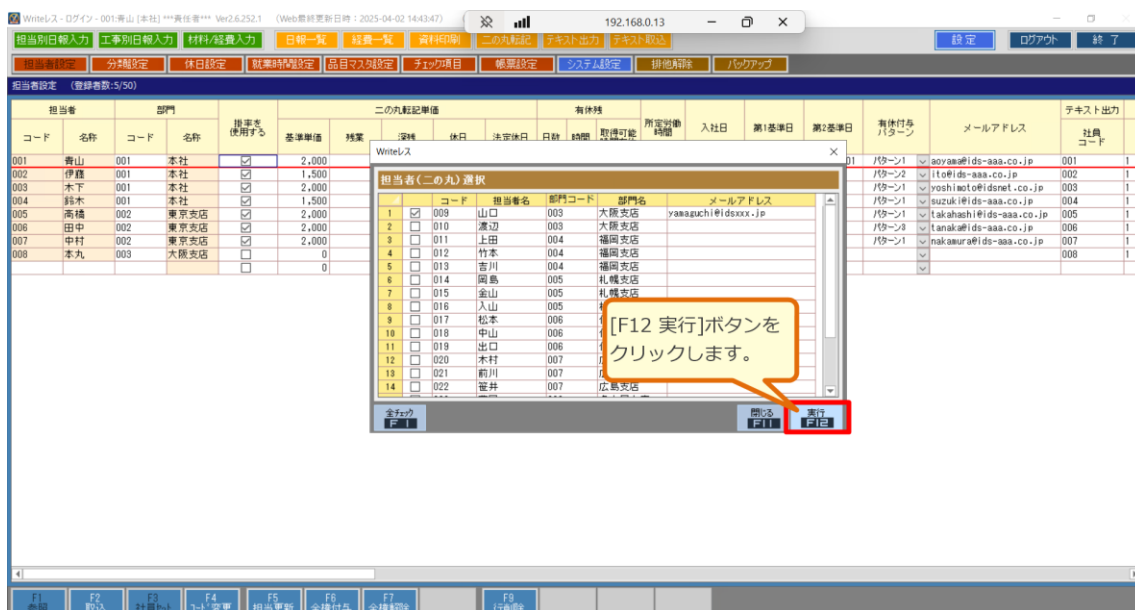 Writeレス - ログイン - 001:青山 [本社] ***責任者*** Ver2.6.252.1 （Web最終更新日時：2025-04-02 14:43:47）
192.168.0.13
担当別日報入力 工事別日報入力 材料/経費入力 日報一覧 経費一覧 資料印刷 二の丸転記 テキスト出力 テキスト取込 設定 ログアウト 終了
担当者設定 分類設定 休日設定 就業時間設定 品目マスタ設定 チェック項目 帳票設定 システム設定 排他解除 バックアップ
担当者設定 （登録者数:5/50）
担当者 部門 掛率を使用する 二の丸転記単価 有休残 所定労働時間 入社日 第1基準日 第2基準日 有休付与パターン メールアドレス テキスト出力
コード 名称 コード 名称 基準単価 残業 深残 休日 法定休日 日数 時間 取得可能 社員コード
001 青山 001 本社 2,000 01 パターン1 aoyama@ids-aaa.co.jp 001 1
002 伊藤 001 本社 1,500 パターン2 ito@ids-aaa.co.jp 002 1
003 木下 001 本社 2,000 パターン1 yoshimoto@idsnet.co.jp 003 1
004 鈴木 001 本社 1,500 パターン1 suzuki@ids-aaa.co.jp 004 1
005 高橋 002 東京支店 2,000 パターン1 takahashi@ids-aaa.co.jp 005 1
006 田中 002 東京支店 2,000 パターン3 tanaka@ids-aaa.co.jp 006 1
007 中村 002 東京支店 2,000 パターン1 nakamura@ids-aaa.co.jp 007 1
008 本丸 003 大阪支店 0 008 1
0
Writeレス
担当者(二の丸)選択
コード 担当者名 部門コード 部門名 メールアドレス
1 009 山口 003 大阪支店 yamaguchi@idsxxx.jp
2 010 渡辺 003 大阪支店
3 011 上田 004 福岡支店
4 012 竹本 004 福岡支店
5 013 吉川 004 福岡支店
6 014 岡島 005 札幌支店
7 015 金山 005 札幌支店
8 016 入山 005
9 017 松本 006
10 018 中山 006
11 019 出口 006
12 020 木村 007
13 021 前川 007
14 022 笹井 007 広島支店
[F12 実行]ボタンを
クリックします。
全チェック F 1 閉じる F11 実行 F12
F1 参照 F2 取込 F3 F4 コード変更 F5 担当更新 F6 全権付与 F7 全権解除 F9 行削除